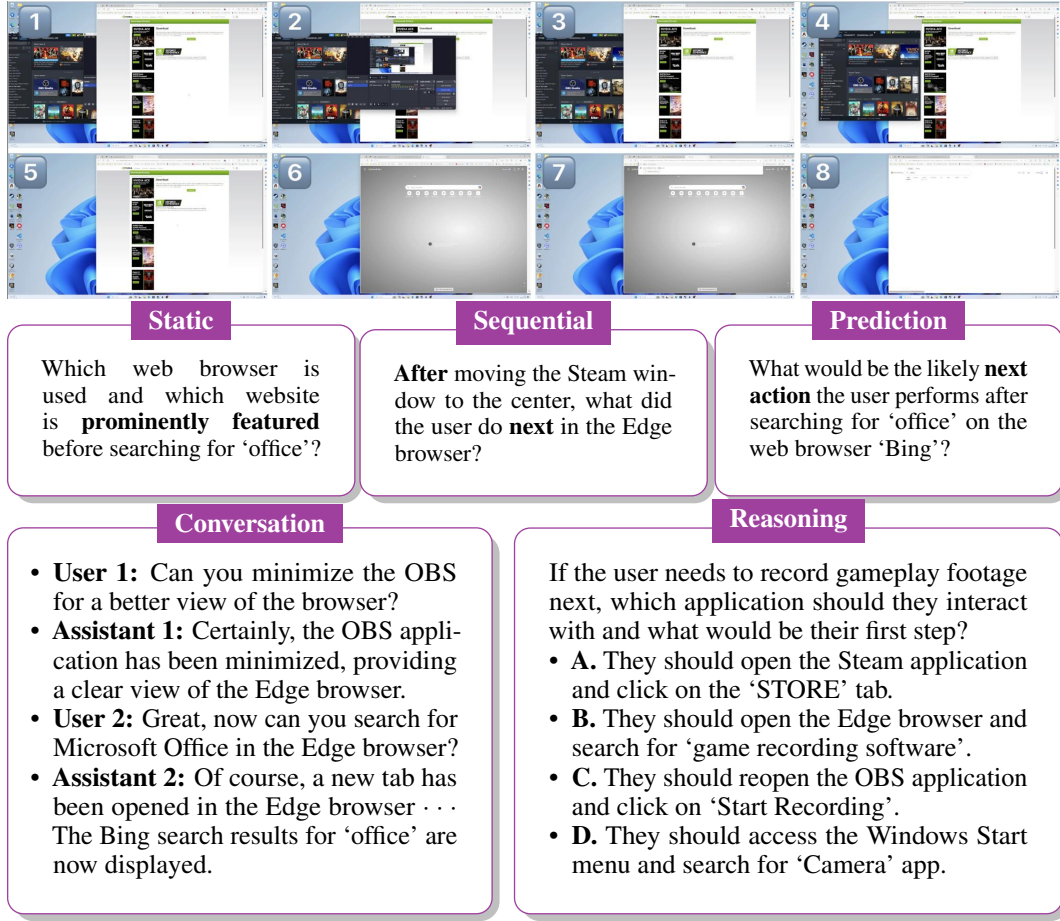 1
2
3
4
5
6
7
8
Static
Which web browser is
used and which website
is prominently featured
before searching for ‘office’?
Sequential
After moving the Steam win-
dow to the center, what did
the user do next in the Edge
browser?
Prediction
What would be the likely next
action the user performs after
searching for ‘office’ on the
web browser ‘Bing’?
Conversation
• User 1: Can you minimize the OBS
for a better view of the browser?
• Assistant 1: Certainly, the OBS appli-
cation has been minimized, providing
a clear view of the Edge browser.
• User 2: Great, now can you search for
Microsoft Office in the Edge browser?
• Assistant 2: Of course, a new tab has
been opened in the Edge browser · · ·
The Bing search results for ‘office’ are
now displayed.
Reasoning
If the user needs to record gameplay footage
next, which application should they interact
with and what would be their first step?
• A. They should open the Steam application
and click on the ‘STORE’ tab.
• B. They should open the Edge browser and
search for ‘game recording software’.
• C. They should reopen the OBS application
and click on ‘Start Recording’.
• D. They should access the Windows Start
menu and search for ‘Camera’ app.